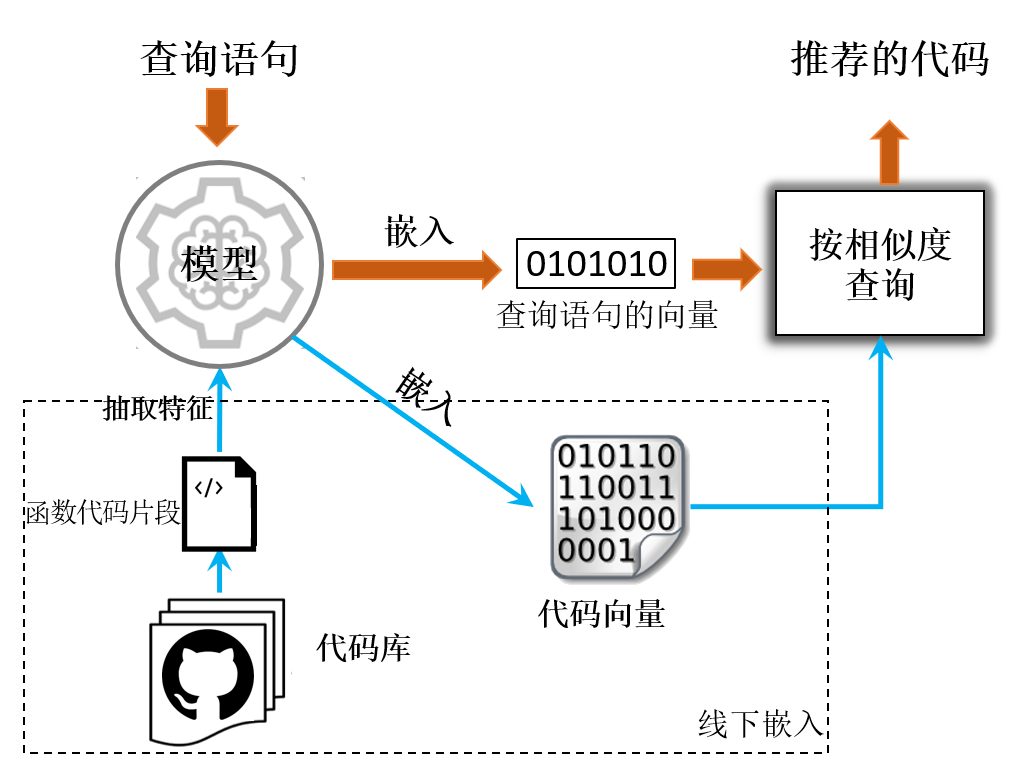 查询语句
推荐的代码
模型
嵌入
0101010
查询语句的向量
按相似度
查询
抽取特征
嵌入
函数代码片段
</>
010110
110011
101000
0001
代码向量
代码库
线下嵌入